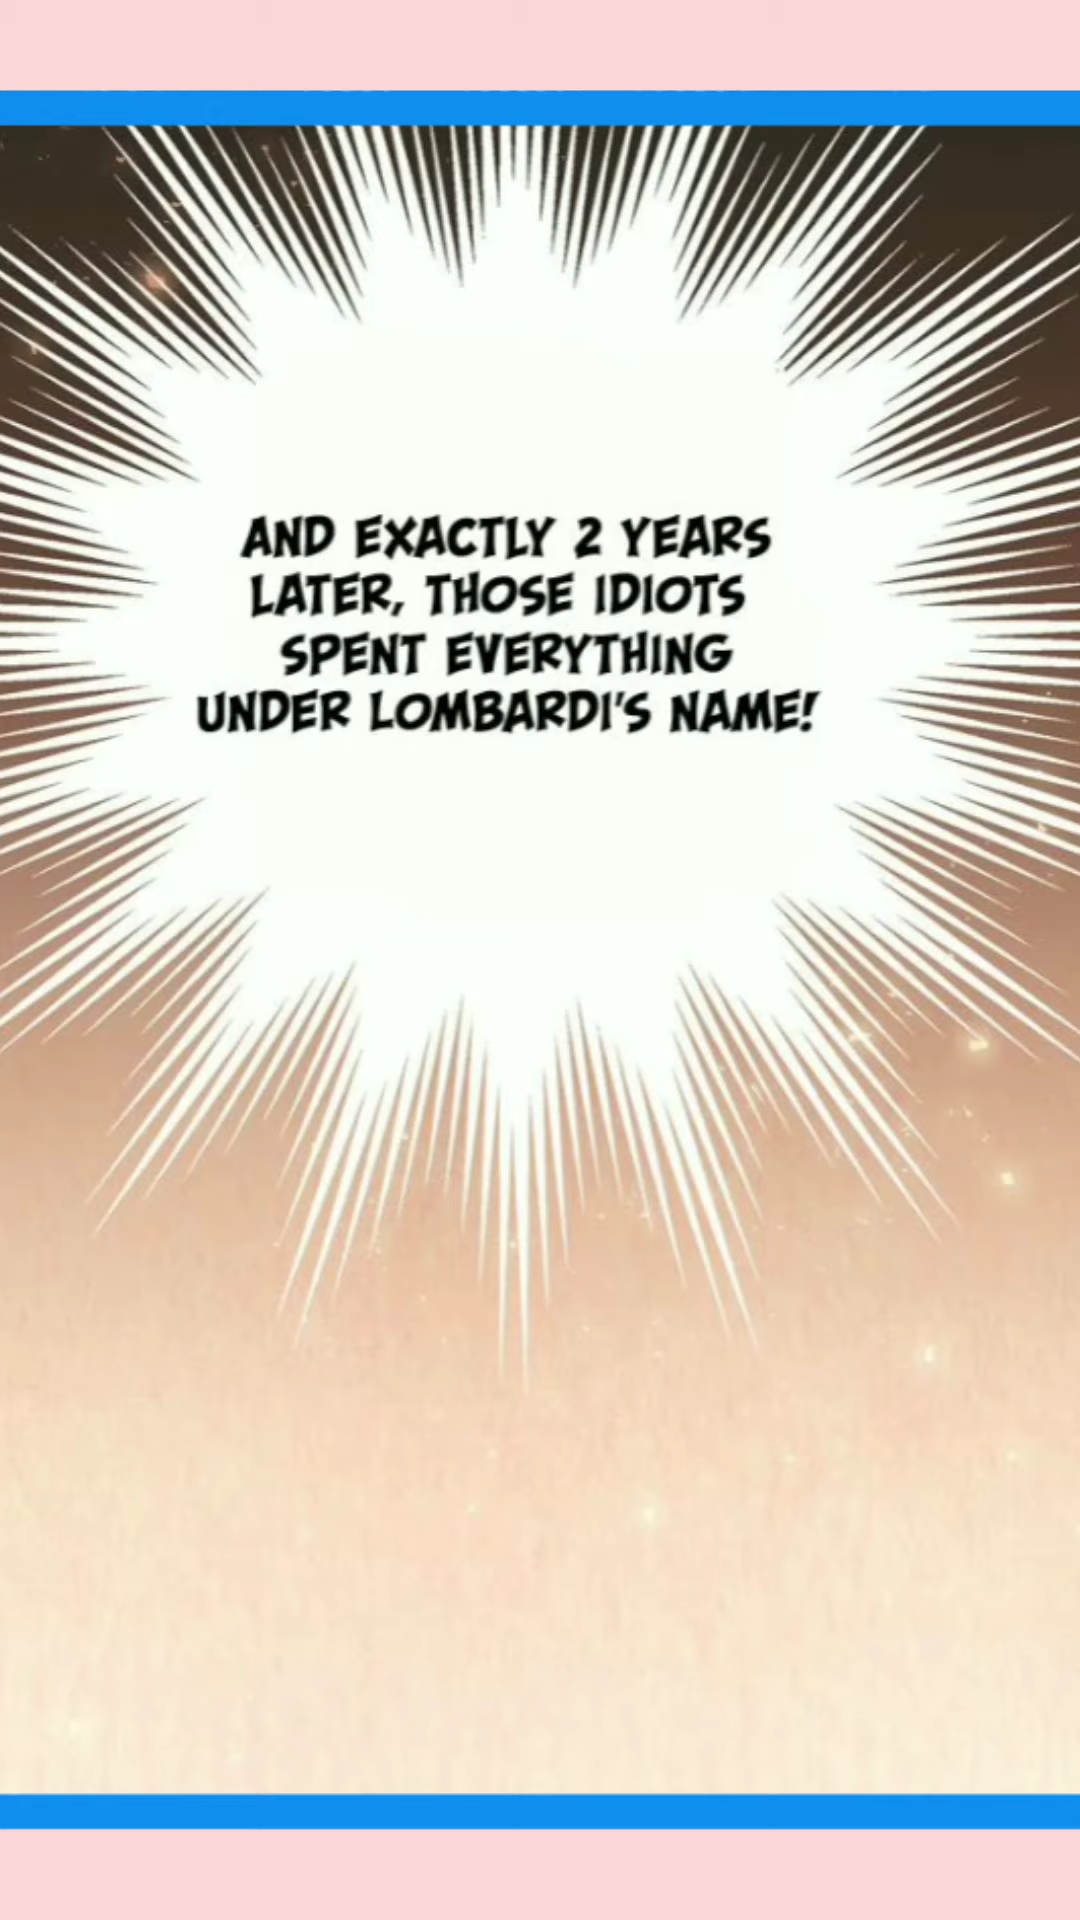 AND EXACTLY 2 YEARS
LATER, THOSE IDIOTS
SPENT EVERYTHING
UNDER LOMBARDI'S NAME!